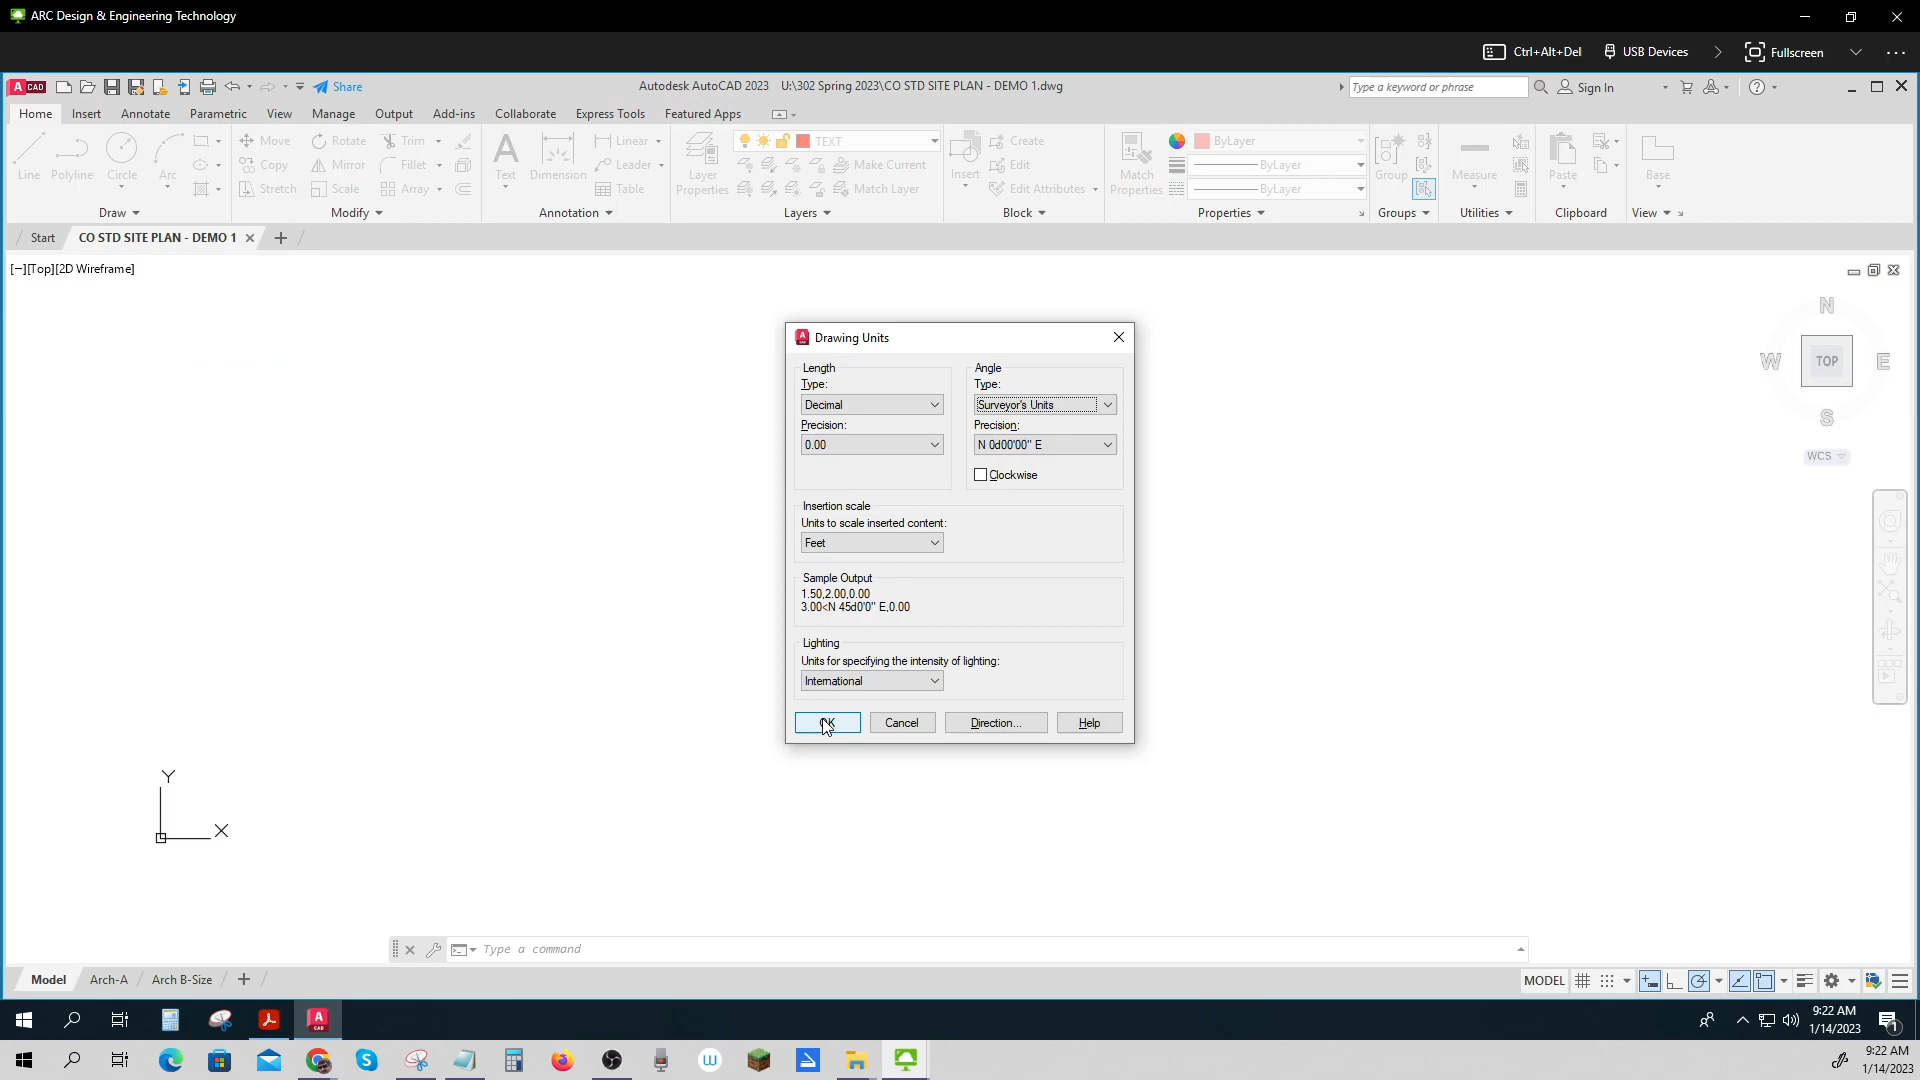 ARC Design & Engineering Technology
Ctrl+Alt+Del
USB Devices
Fullscreen
A CAD
Share
Autodesk AutoCAD 2023 U:\302 Spring 2023\CO STD SITE PLAN - DEMO 1.dwg
Type a keyword or phrase
Sign In
Home Insert Annotate Parametric View Manage Output Add-ins Collaborate Express Tools Featured Apps
Line
Polyline
Circle
Arc
Draw
Move
Copy
Stretch
Rotate
Mirror
Scale
Trim
Fillet
Array
Modify
Text
Dimension
Linear
Leader
Table
Annotation
Layer
Properties
TEXT
Make Current
Match Layer
Layers
Insert
Create
Edit
Edit Attributes
Block
Match
Properties
ByLayer
ByLayer
ByLayer
Properties
Group
Groups
Measure
Utilities
Paste
Clipboard
Base
View
Start
CO STD SITE PLAN - DEMO 1
[−][Top][2D Wireframe]
N
W
TOP
E
S
WCS
Drawing Units
Length
Type:
Decimal
Precision:
0.00
Angle
Type:
Surveyor's Units
Precision:
N 0d00'00" E
Clockwise
Insertion scale
Units to scale inserted content:
Feet
Sample Output
1.50,2.00,0.00
3.00<N 45d0'0" E,0.00
Lighting
Units for specifying the intensity of lighting:
International
OK
Cancel
Direction...
Help
Y
X
Type a command
Model
Arch-A
Arch B-Size
MODEL
9:22 AM
1/14/2023
1
9:22 AM
1/14/2023